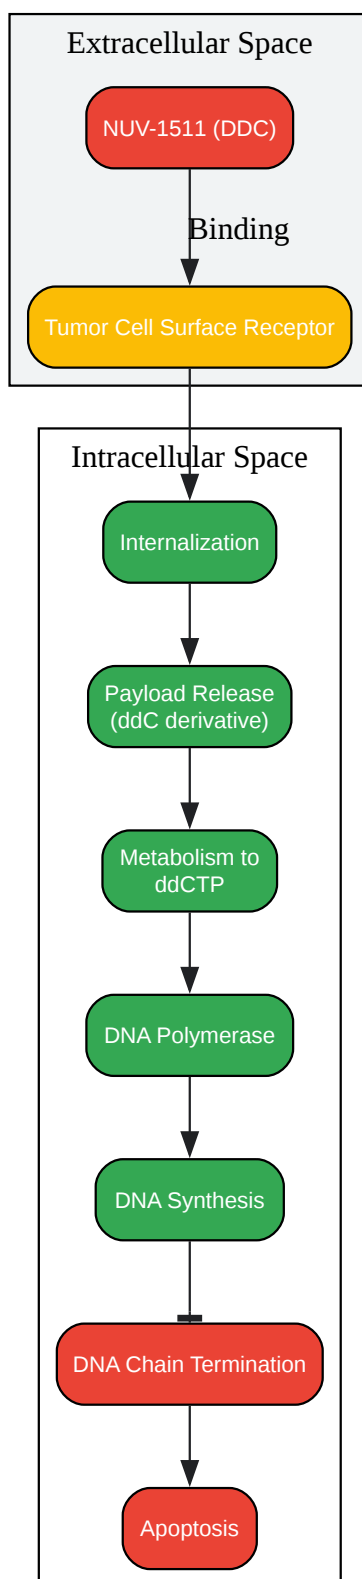 Extracellular Space
NUV-1511 (DDC)
Binding
Tumor Cell Surface Receptor
Intracellular Space
Internalization
Payload Release
(ddC derivative)
Metabolism to
ddCTP
DNA Polymerase
DNA Synthesis
DNA Chain Termination
Apoptosis